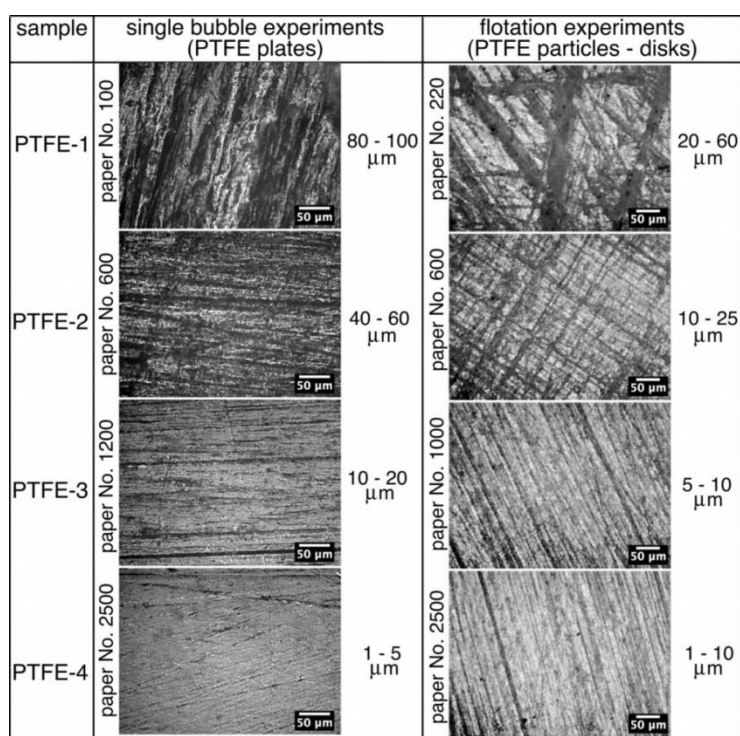 sample
single bubble experiments
(PTFE plates)
flotation experiments
(PTFE particles - disks)
PTFE-1
paper No. 100
50 µm
80 - 100
µm
paper No. 220
50 µm
20 - 60
µm
PTFE-2
paper No. 600
50 µm
40 - 60
µm
paper No. 600
50 µm
10 - 25
µm
PTFE-3
paper No. 1200
50 µm
10 - 20
µm
paper No. 1000
50 µm
5 - 10
µm
PTFE-4
paper No. 2500
50 µm
1 - 5
µm
paper No. 2500
50 µm
1 - 10
µm